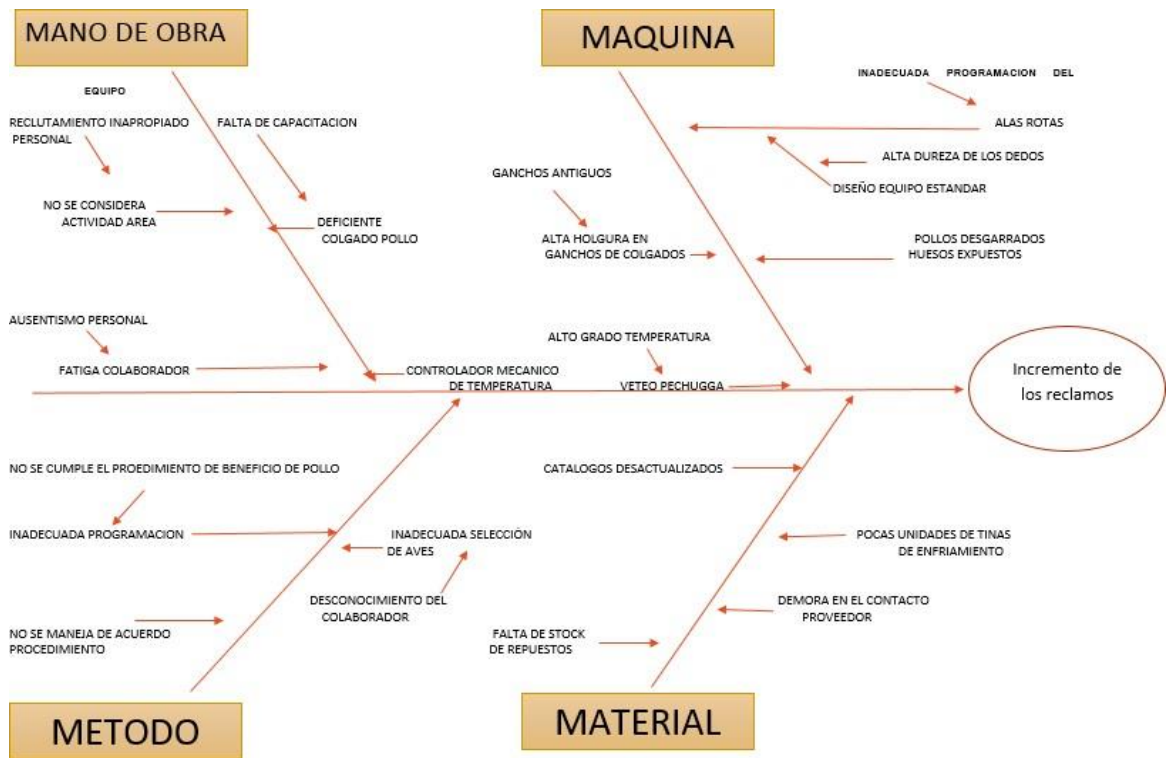 MANO DE OBRA
MAQUINA
INADECUADA PROGRAMACION DEL
EQUIPO
RECLUTAMIENTO INAPROPIADO
PERSONAL
FALTA DE CAPACITACION
ALAS ROTAS
ALTA DUREZA DE LOS DEDOS
GANCHOS ANTIGUOS
DISEÑO EQUIPO ESTANDAR
NO SE CONSIDERA
ACTIVIDAD AREA
DEFICIENTE
COLGADO POLLO
ALTA HOLGURA EN
GANCHOS DE COLGADOS
POLLOS DESGARRADOS
HUESOS EXPUESTOS
AUSENTISMO PERSONAL
ALTO GRADO TEMPERATURA
FATIGA COLABORADOR
CONTROLADOR MECANICO
DE TEMPERATURA
VETEO PECHUGGA
Incremento de
los reclamos
NO SE CUMPLE EL PROEDIMIENTO DE BENEFICIO DE POLLO
CATALOGOS DESACTUALIZADOS
INADECUADA PROGRAMACION
INADECUADA SELECCIÓN
DE AVES
POCAS UNIDADES DE TINAS
DE ENFRIAMIENTO
DESCONOCIMIENTO DEL
COLABORADOR
DEMORA EN EL CONTACTO
PROVEEDOR
NO SE MANEJA DE ACUERDO
PROCEDIMIENTO
FALTA DE STOCK
DE REPUESTOS
METODO
MATERIAL